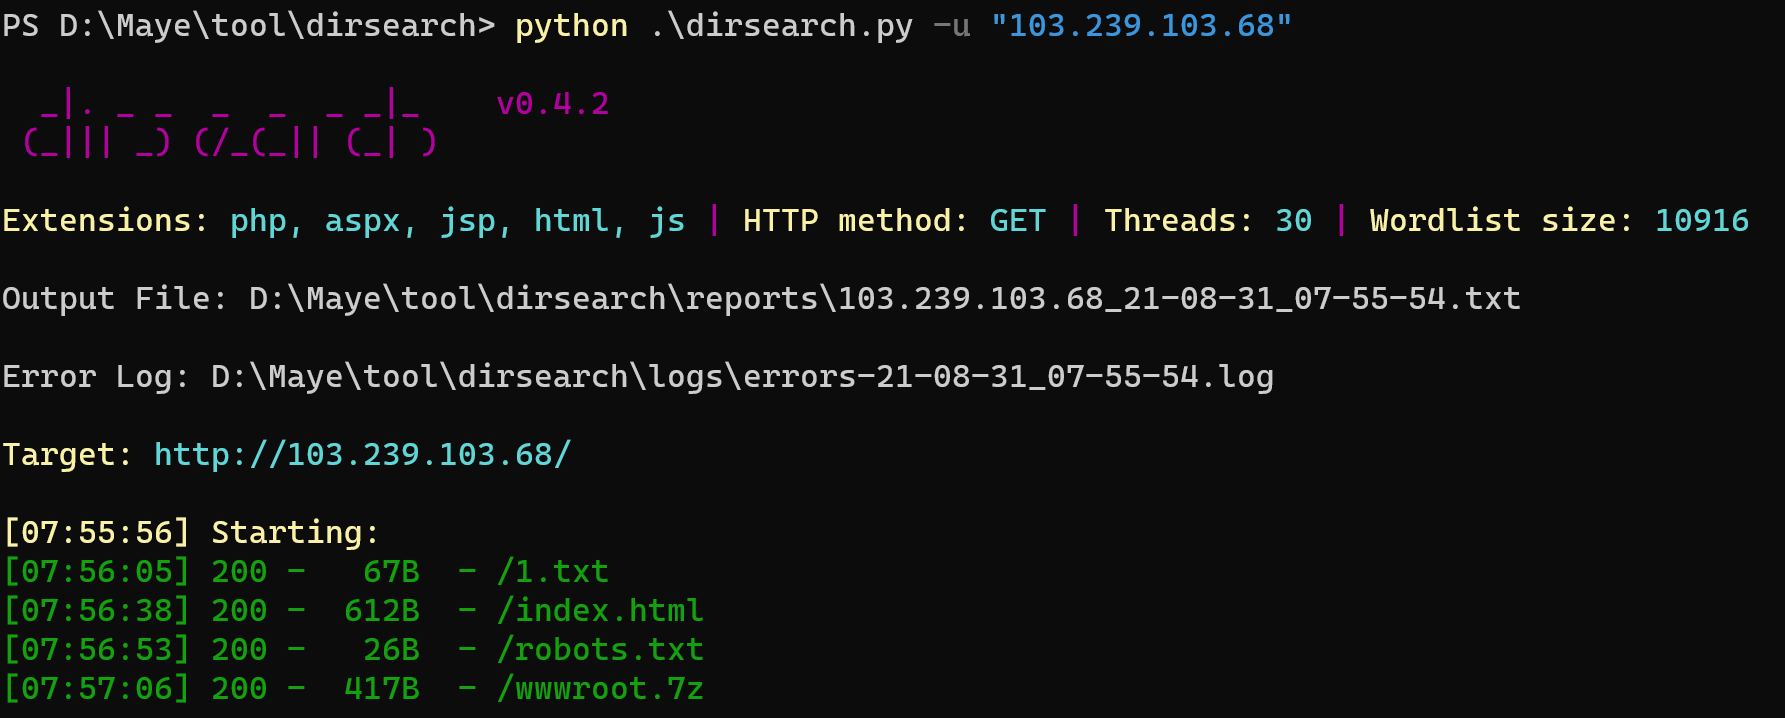 PS D:\Maye\tool\dirsearch> python .\dirsearch.py -u "103.239.103.68"
  _|. _ _  _  _  _ _|_    v0.4.2
 (_||| _) (/_(_|| (_| )
Extensions: php, aspx, jsp, html, js | HTTP method: GET | Threads: 30 | Wordlist size: 10916
Output File: D:\Maye\tool\dirsearch\reports\103.239.103.68_21-08-31_07-55-54.txt
Error Log: D:\Maye\tool\dirsearch\logs\errors-21-08-31_07-55-54.log
Target: http://103.239.103.68/
[07:55:56] Starting:
[07:56:05] 200 -   67B  - /1.txt
[07:56:38] 200 -  612B  - /index.html
[07:56:53] 200 -   26B  - /robots.txt
[07:57:06] 200 -  417B  - /wwwroot.7z